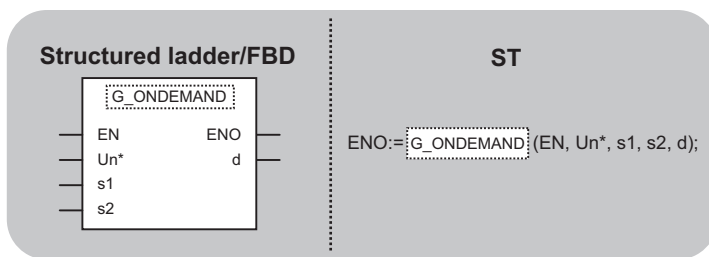 Structured ladder/FBD
G_ONDEMAND
EN ENO
Un* d
s1
s2
ST
ENO:= G_ONDEMAND (EN, Un*, s1, s2, d);